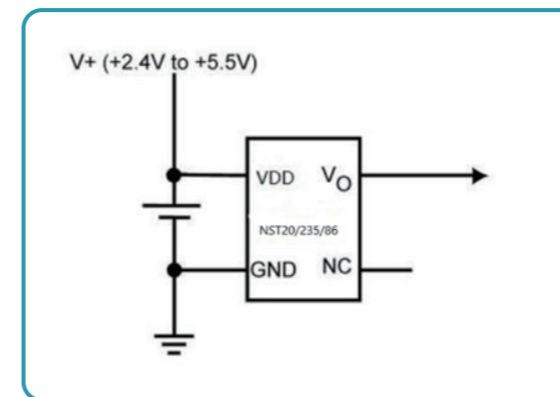 V+ (+2.4V to +5.5V)
VDD VO
NST20/235/86
GND NC